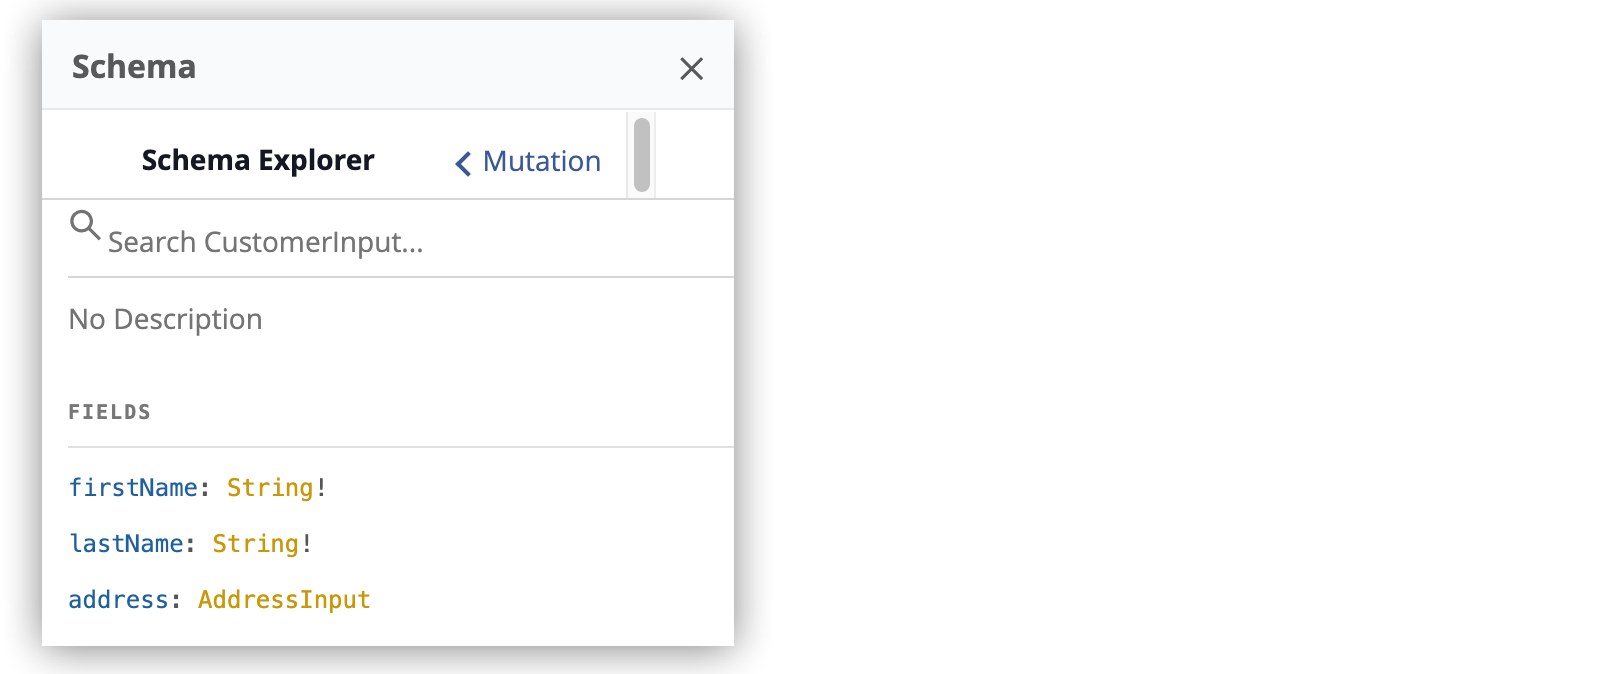 Schema
Schema Explorer
Mutation
Search CustomerInput...
No Description
FIELDS
firstName: String!
lastName: String!
address: AddressInput